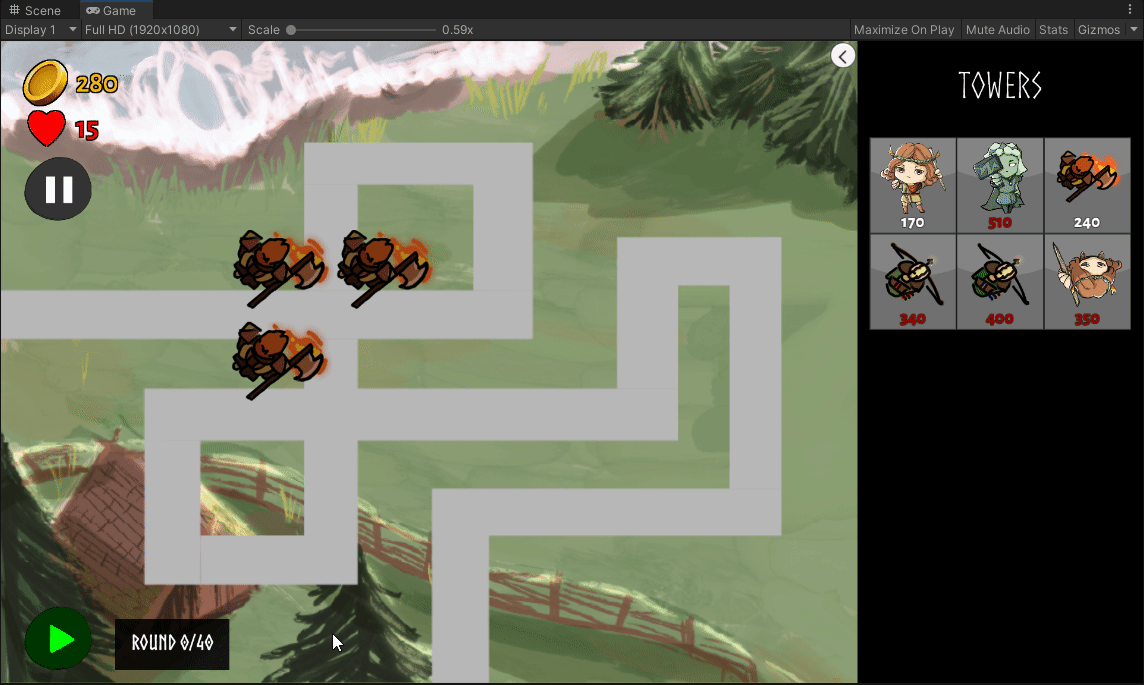 Scene Game
Display 1 Full HD (1920x1080) Scale 0.59x Maximize On Play Mute Audio Stats Gizmos
280
15
TOWERS
170 510 240
340 400 350
ROUND 0/40